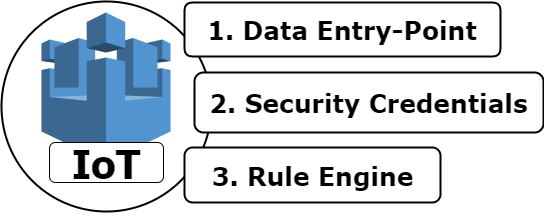 1. Data Entry-Point
2. Security Credentials
IoT
3. Rule Engine